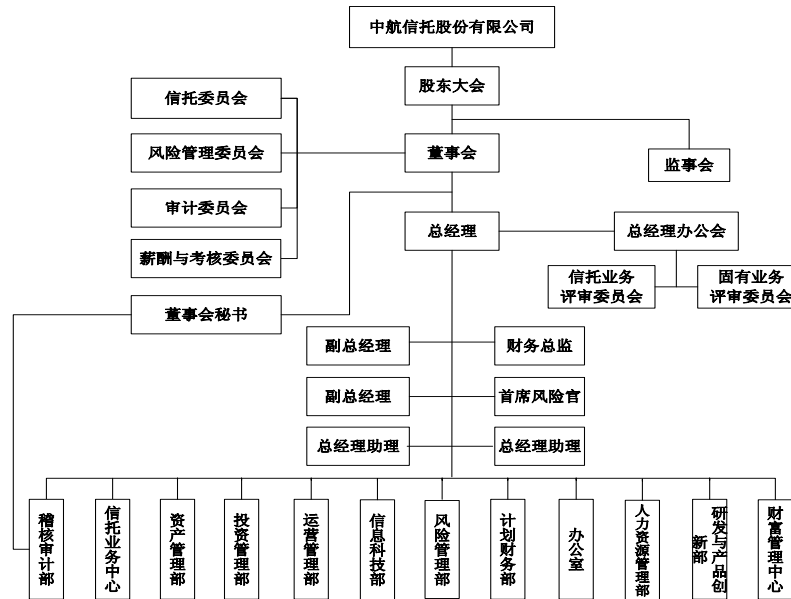 中航信托股份有限公司
股东大会
信托委员会
风险管理委员会
董事会
监事会
审计委员会
总经理
总经理办公会
薪酬与考核委员会
信托业务
评审委员会
固有业务
评审委员会
董事会秘书
副总经理
财务总监
副总经理
首席风险官
总经理助理
总经理助理
稽核审计部
信托业务中心
资产管理部
投资管理部
运营管理部
信息科技部
风险管理部
计划财务部
办公室
人力资源管理部
研发与产品创
新部
财富管理中心